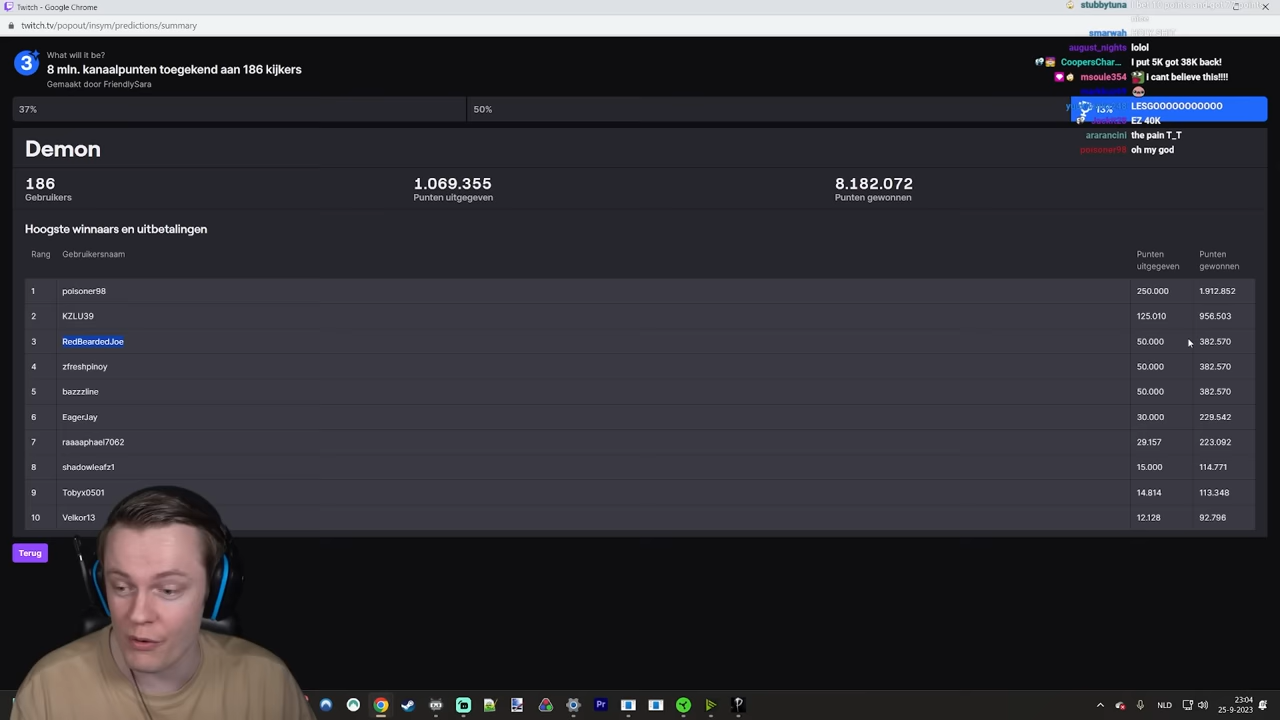 Twitch - Google Chrome
twitch.tv/popout/insym/predictions/summary
stubbytuna
smarwah
august_nights lolol
CoopersChar... I put 5K got 38K back!
msoule354 I cant believe this!!!!
LESGOOOOOOOOOOO
EZ 40K
ararancini the pain T_T
poisoner98 oh my god
3
What will it be?
8 mln. kanaalpunten toegekend aan 186 kijkers
Gemaakt door FriendlySara
37% 50% 13%
Demon
186 1.069.355 8.182.072
Gebruikers Punten uitgegeven Punten gewonnen
Hoogste winnaars en uitbetalingen
Rang Gebruikersnaam Punten uitgegeven Punten gewonnen
1 poisoner98 250.000 1.912.852
2 KZLU39 125.010 956.503
3 RedBeardedJoe 50.000 382.570
4 zfreshpinoy 50.000 382.570
5 bazzzline 50.000 382.570
6 EagerJay 30.000 229.542
7 raaaaphael7062 29.157 223.092
8 shadowleafz1 15.000 114.771
9 Tobyx0501 14.814 113.348
10 Velkor13 12.128 92.796
Terug
Pr
NLD
23:04
25-9-2023